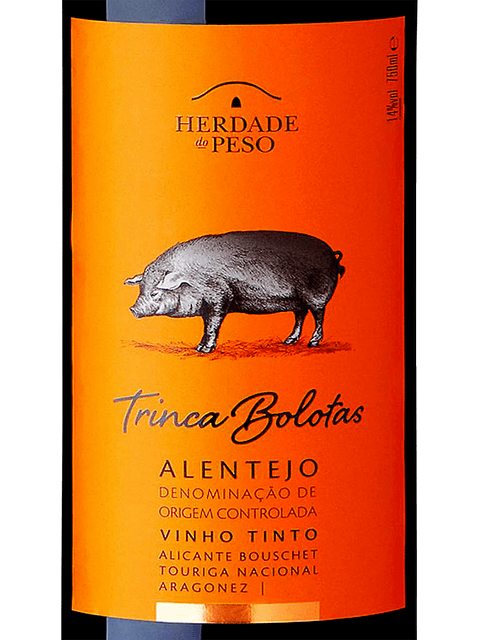 HERDADE
do PESO
14%vol 750ml e
Trinca Bolotas
ALENTEJO
DENOMINAÇÃO DE
ORIGEM CONTROLADA
VINHO TINTO
ALICANTE BOUSCHET
TOURIGA NACIONAL
ARAGONEZ |